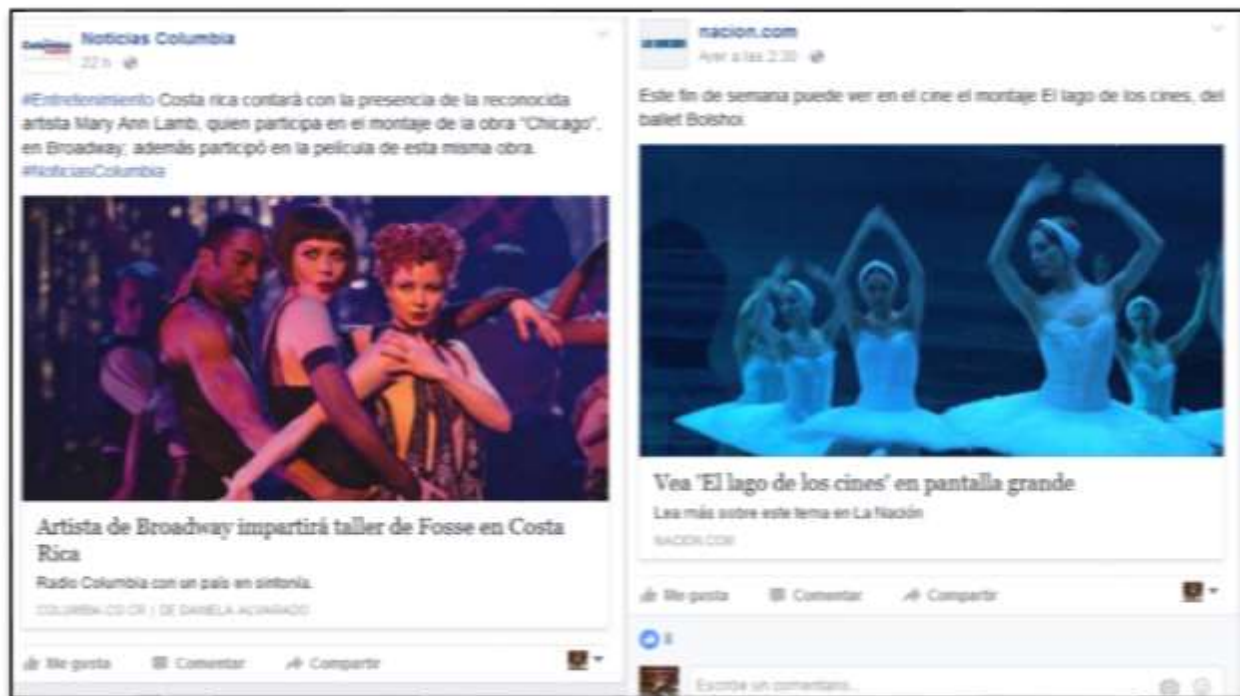 Noticias Columbia
22 h
#Entretenimiento Costa rica contará con la presencia de la reconocida
artista Mary Ann Lamb, quien participa en el montaje de la obra "Chicago",
en Broadway; además participó en la película de esta misma obra.
#NoticiasColumbia
Artista de Broadway impartirá taller de Fosse en Costa
Rica
Radio Columbia con un país en sintonía.
COLUMBIA.CO.CR | DE DANIELA ALVARADO
Me gusta Comentar Compartir
nacion.com
Ayer a las 2:30
Este fin de semana puede ver en el cine el montaje El lago de los cines, del
ballet Bolshoi.
Vea 'El lago de los cines' en pantalla grande
Lea más sobre este tema en La Nación
NACION.COM
Me gusta Comentar Compartir
8
Escribe un comentario...